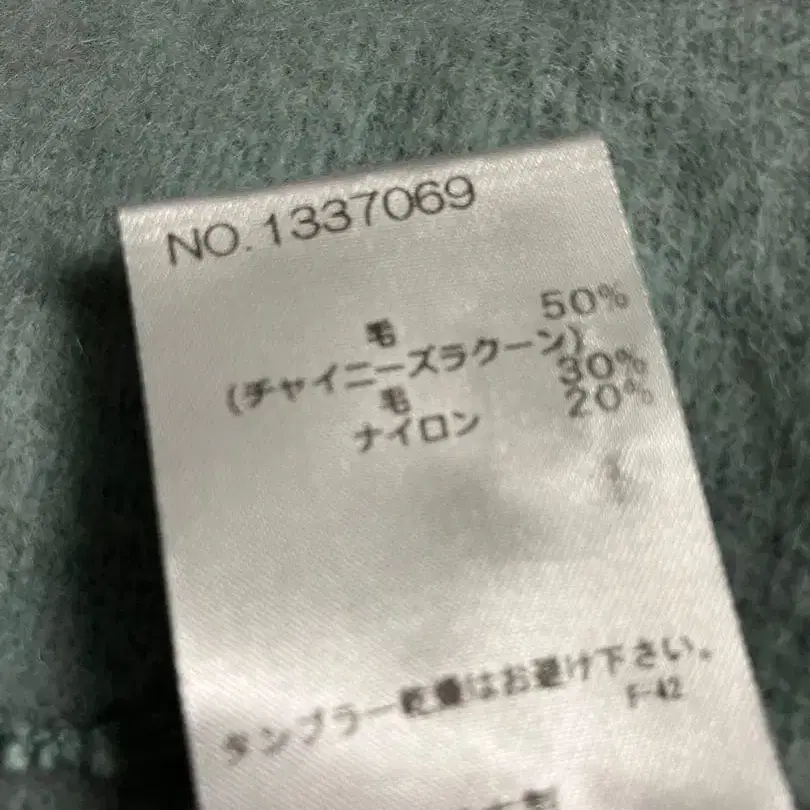 NO.1337069
毛 50%
(チャイニーズラクーン)
毛 30%
ナイロン 20%
タンブラー乾燥はお避け下さい。
F-42